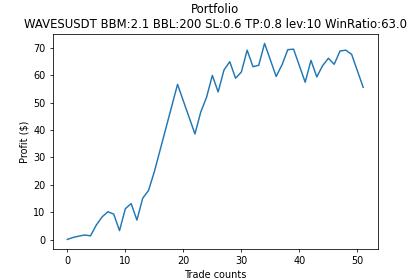 Portfolio
WAVESUSDT BBM:2.1 BBL:200 SL:0.6 TP:0.8 lev:10 WinRatio:63.0
70
60
50
40
30
20
10
0
Profit ($)
0 10 20 30 40 50
Trade counts